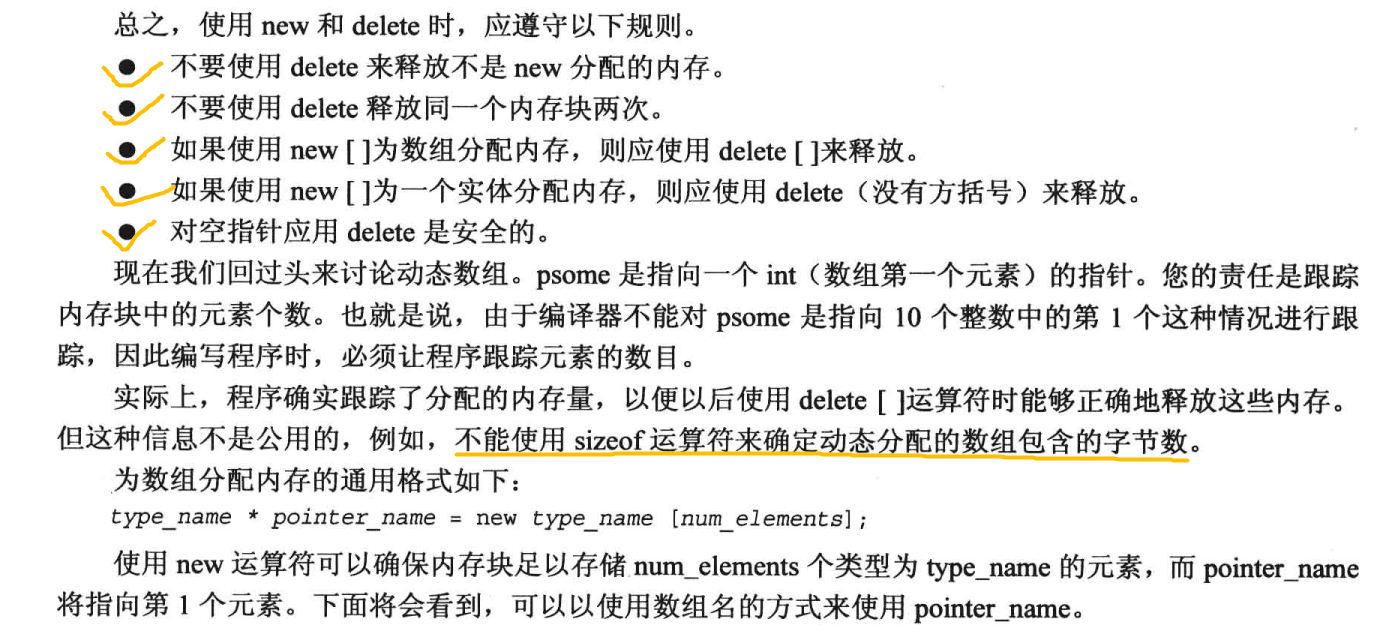 总之，使用 new 和 delete 时，应遵守以下规则。
● 不要使用 delete 来释放不是 new 分配的内存。
● 不要使用 delete 释放同一个内存块两次。
● 如果使用 new [ ]为数组分配内存，则应使用 delete [ ]来释放。
● 如果使用 new [ ]为一个实体分配内存，则应使用 delete（没有方括号）来释放。
● 对空指针应用 delete 是安全的。
现在我们回过头来讨论动态数组。psome 是指向一个 int（数组第一个元素）的指针。您的责任是跟踪
内存块中的元素个数。也就是说，由于编译器不能对 psome 是指向 10 个整数中的第 1 个这种情况进行跟
踪，因此编写程序时，必须让程序跟踪元素的数目。
实际上，程序确实跟踪了分配的内存量，以便以后使用 delete [ ]运算符时能够正确地释放这些内存。
但这种信息不是公用的，例如，不能使用 sizeof 运算符来确定动态分配的数组包含的字节数。
为数组分配内存的通用格式如下：
type_name * pointer_name = new type_name [num_elements];
使用 new 运算符可以确保内存块足以存储 num_elements 个类型为 type_name 的元素，而 pointer_name
将指向第 1 个元素。下面将会看到，可以以使用数组名的方式来使用 pointer_name。